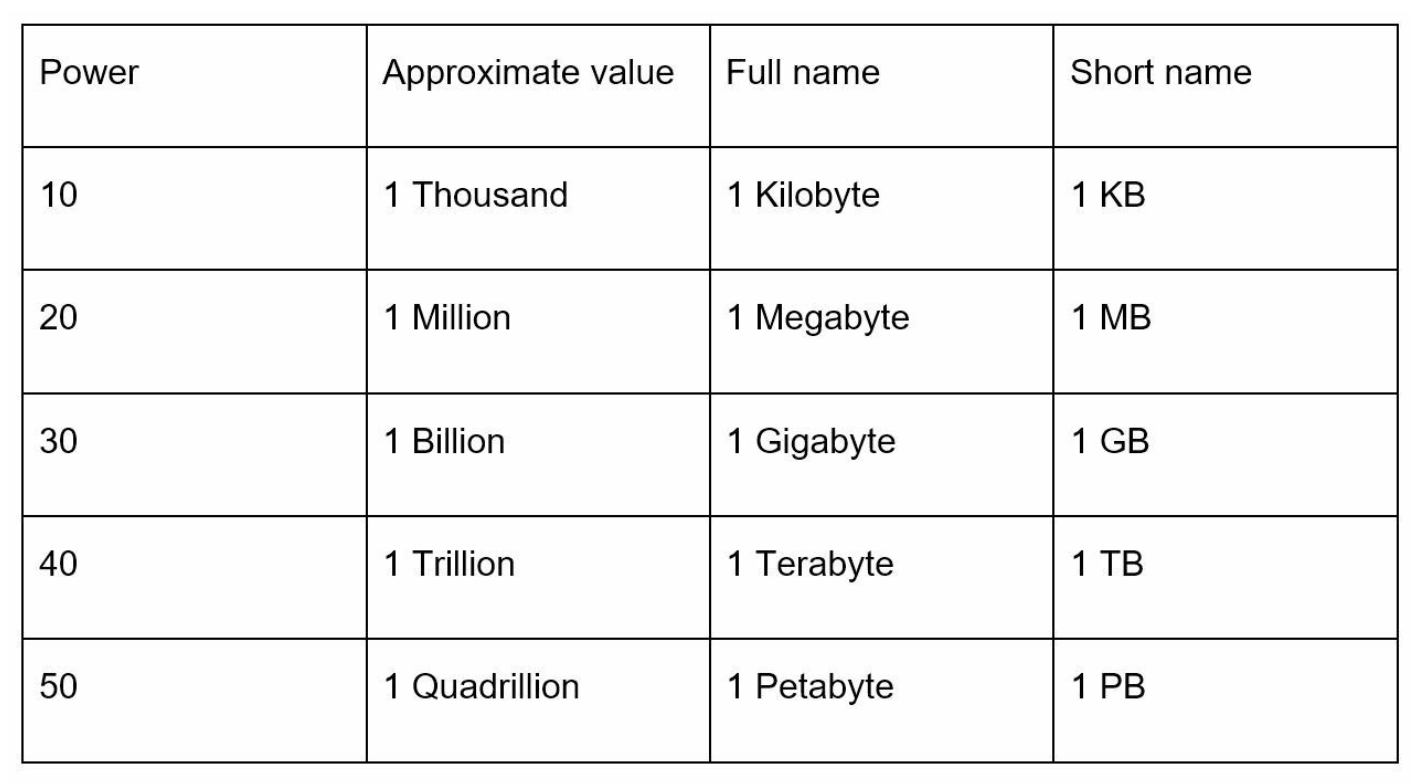 Power Approximate value Full name Short name
10 1 Thousand 1 Kilobyte 1 KB
20 1 Million 1 Megabyte 1 MB
30 1 Billion 1 Gigabyte 1 GB
40 1 Trillion 1 Terabyte 1 TB
50 1 Quadrillion 1 Petabyte 1 PB